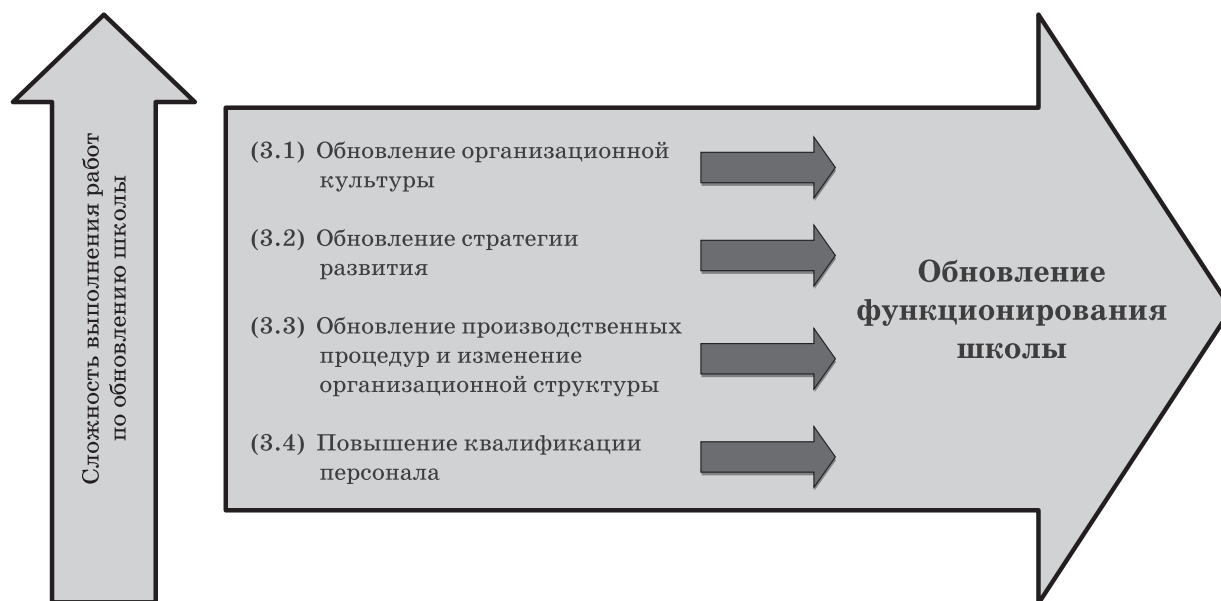 Сложность выполнения работ
по обновлению школы
(3.1) Обновление организационной
культуры
(3.2) Обновление стратегии
развития
(3.3) Обновление производственных
процедур и изменение
организационной структуры
(3.4) Повышение квалификации
персонала
Обновление
функционирования
школы